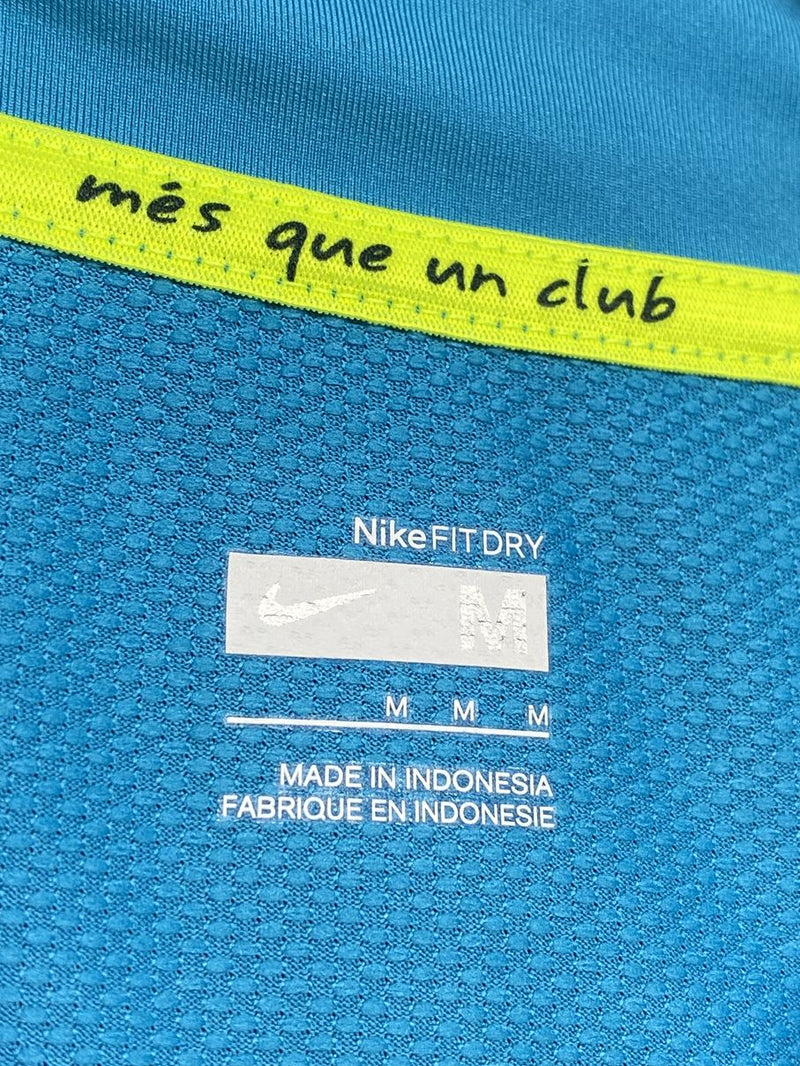 més que un club
NikeFITDRY
M
M M M
MADE IN INDONESIA
FABRIQUE EN INDONESIE